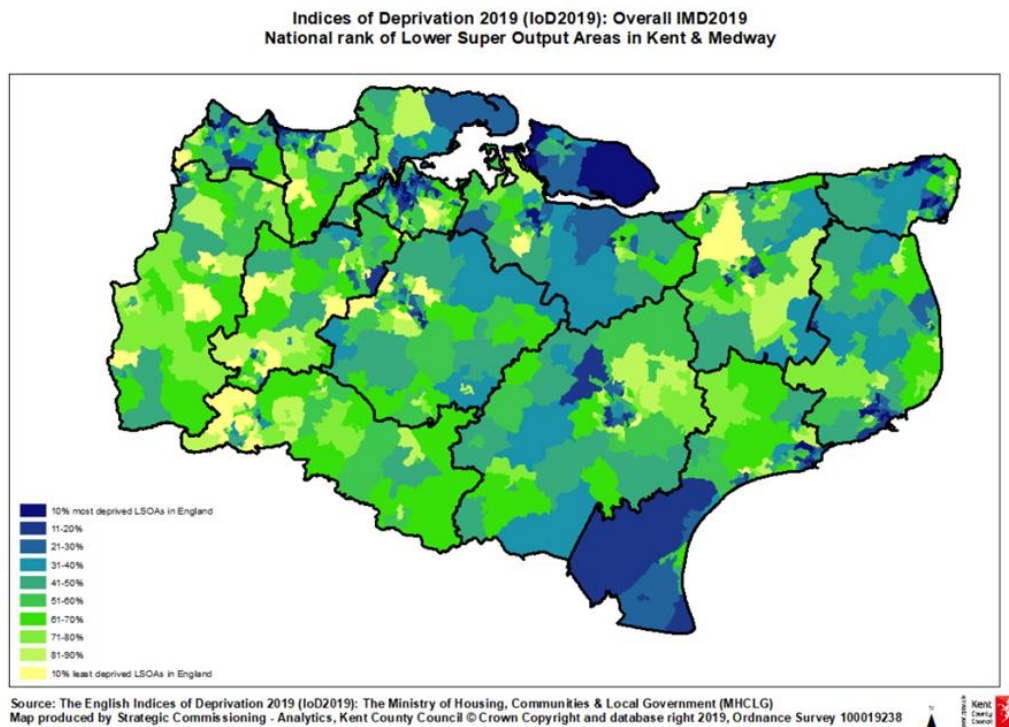 Indices of Deprivation 2019 (IoD2019): Overall IMD2019
National rank of Lower Super Output Areas in Kent & Medway
10% most deprived LSOAs in England
11-20%
21-30%
31-40%
41-50%
51-60%
61-70%
71-80%
81-90%
10% least deprived LSOAs in England
Source: The English Indices of Deprivation 2019 (IoD2019): The Ministry of Housing, Communities & Local Government (MHCLG)
Map produced by Strategic Commissioning - Analytics, Kent County Council © Crown Copyright and database right 2019, Ordnance Survey 100019238
Kent
County
Council